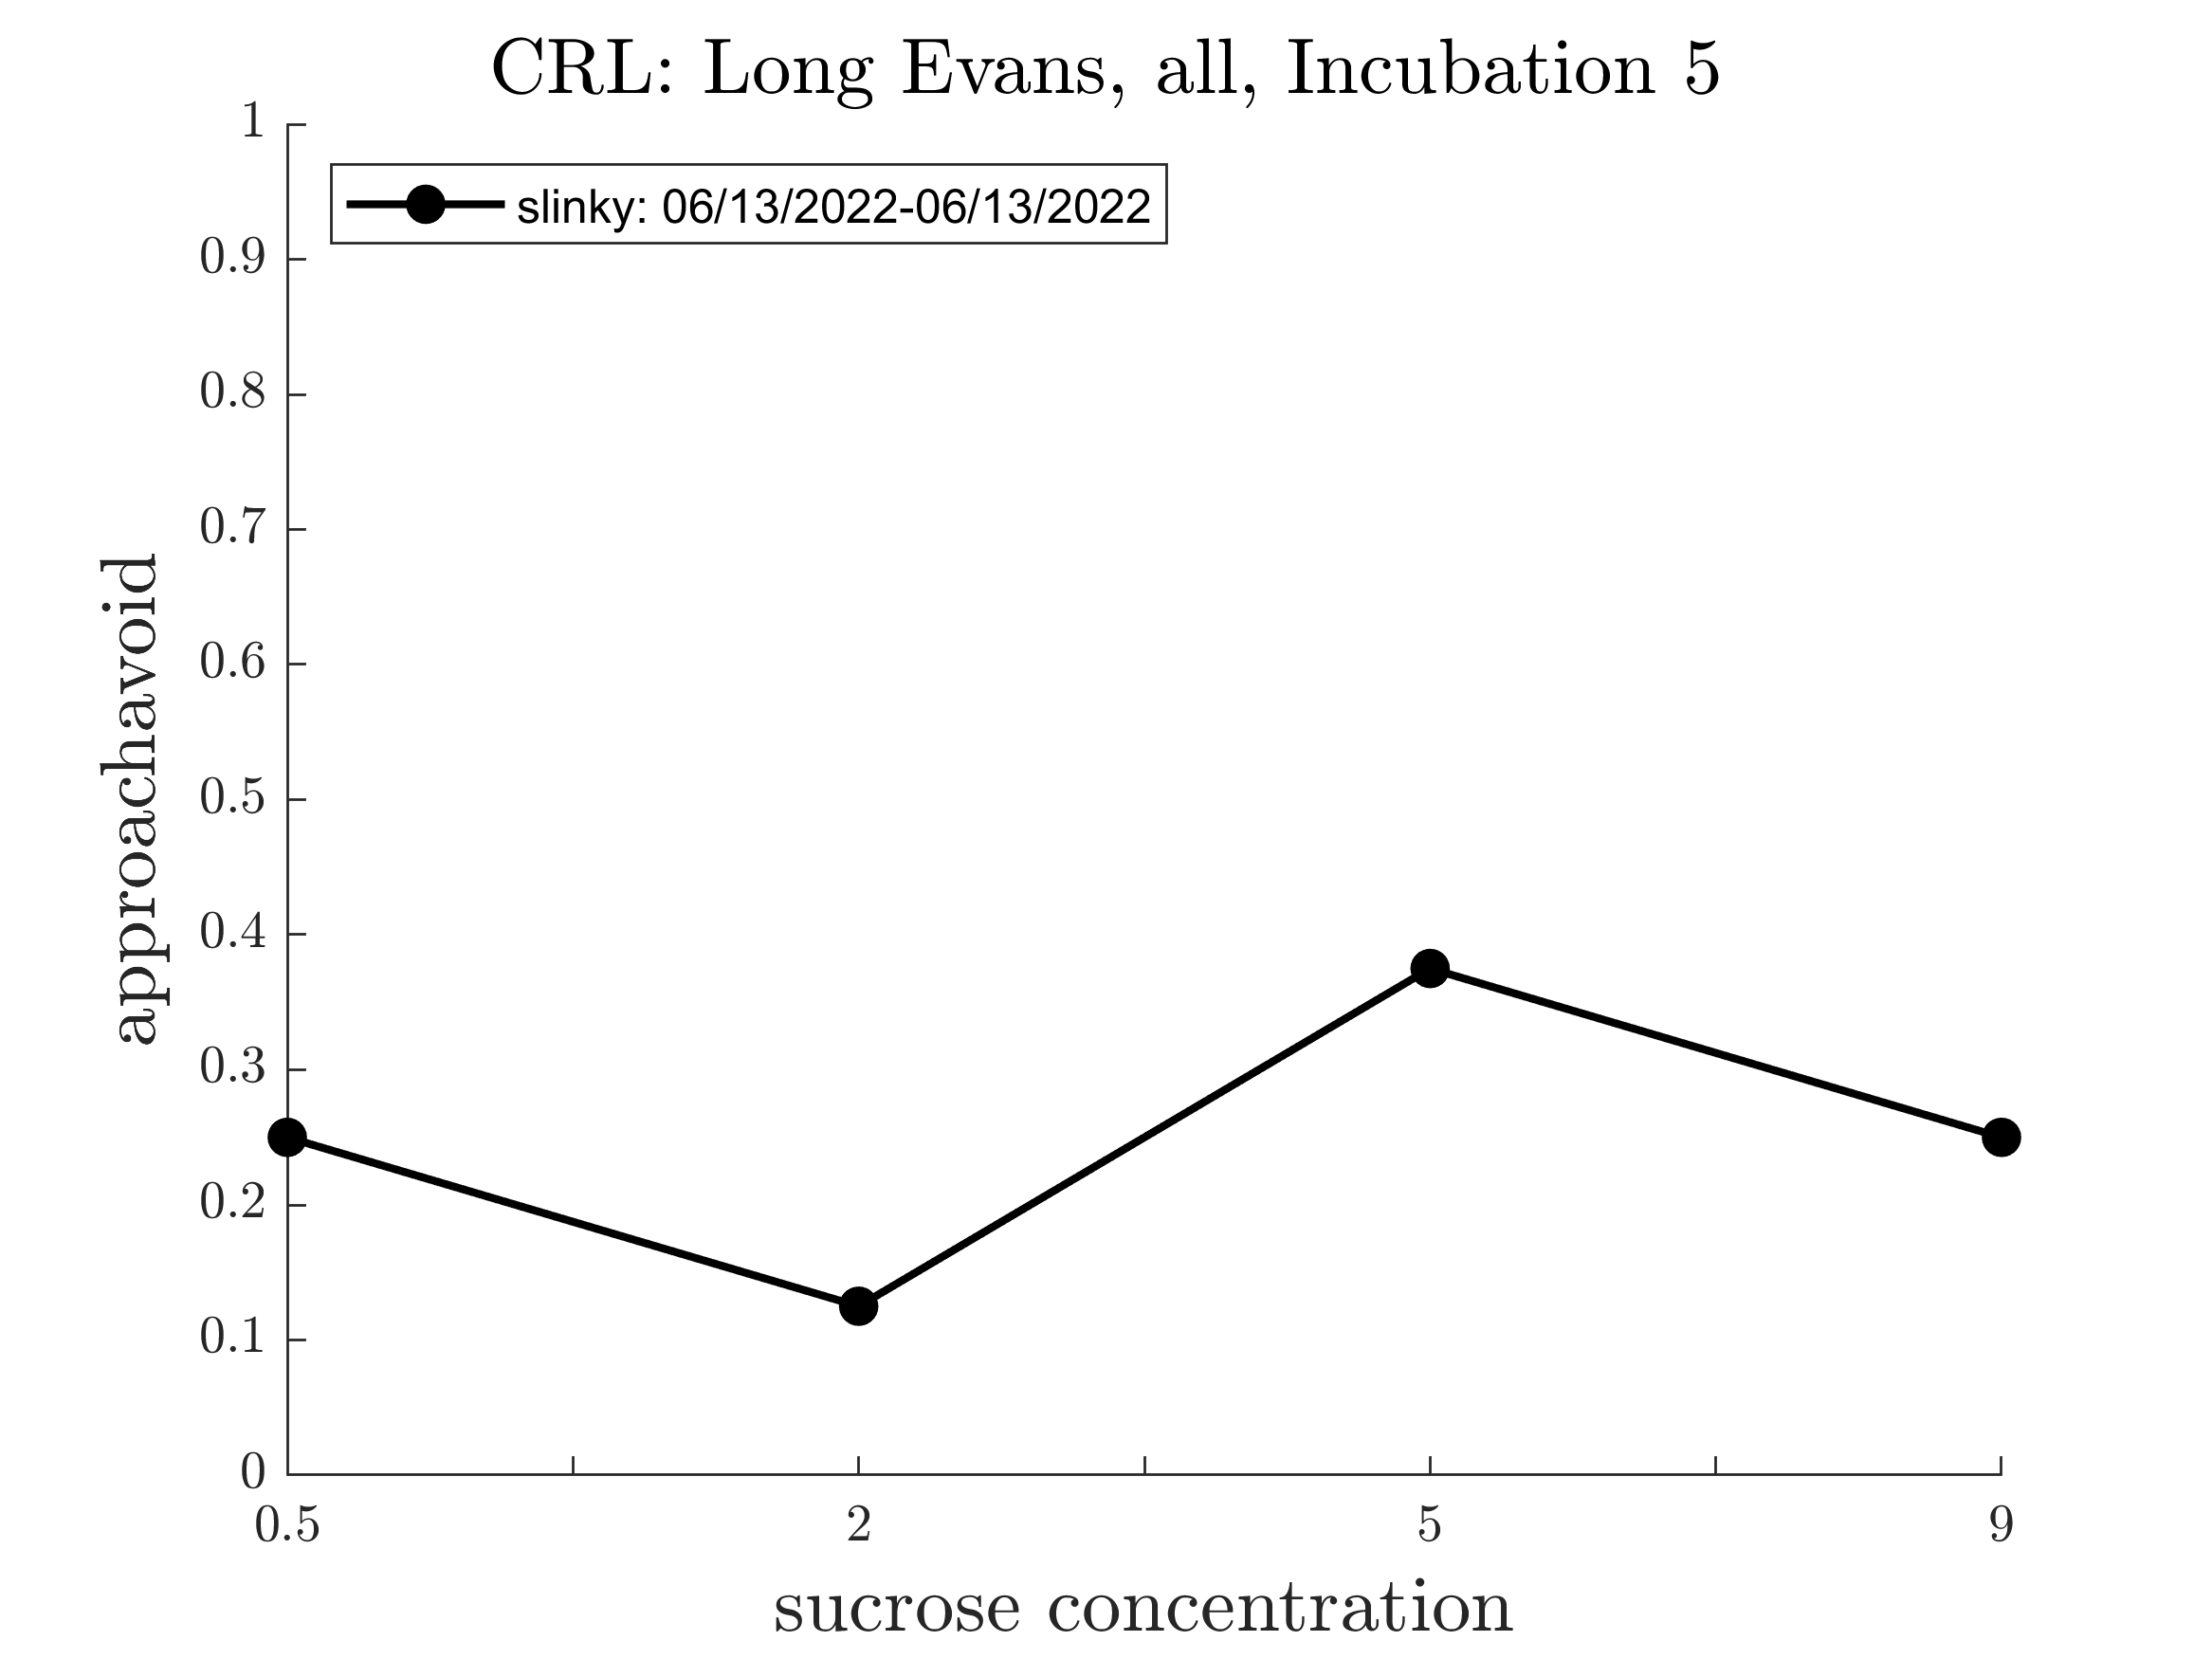 CRL: Long Evans, all, Incubation 5
slinky: 06/13/2022-06/13/2022
approachavoid
1
0.9
0.8
0.7
0.6
0.5
0.4
0.3
0.2
0.1
0
0.5 2 5 9
sucrose concentration